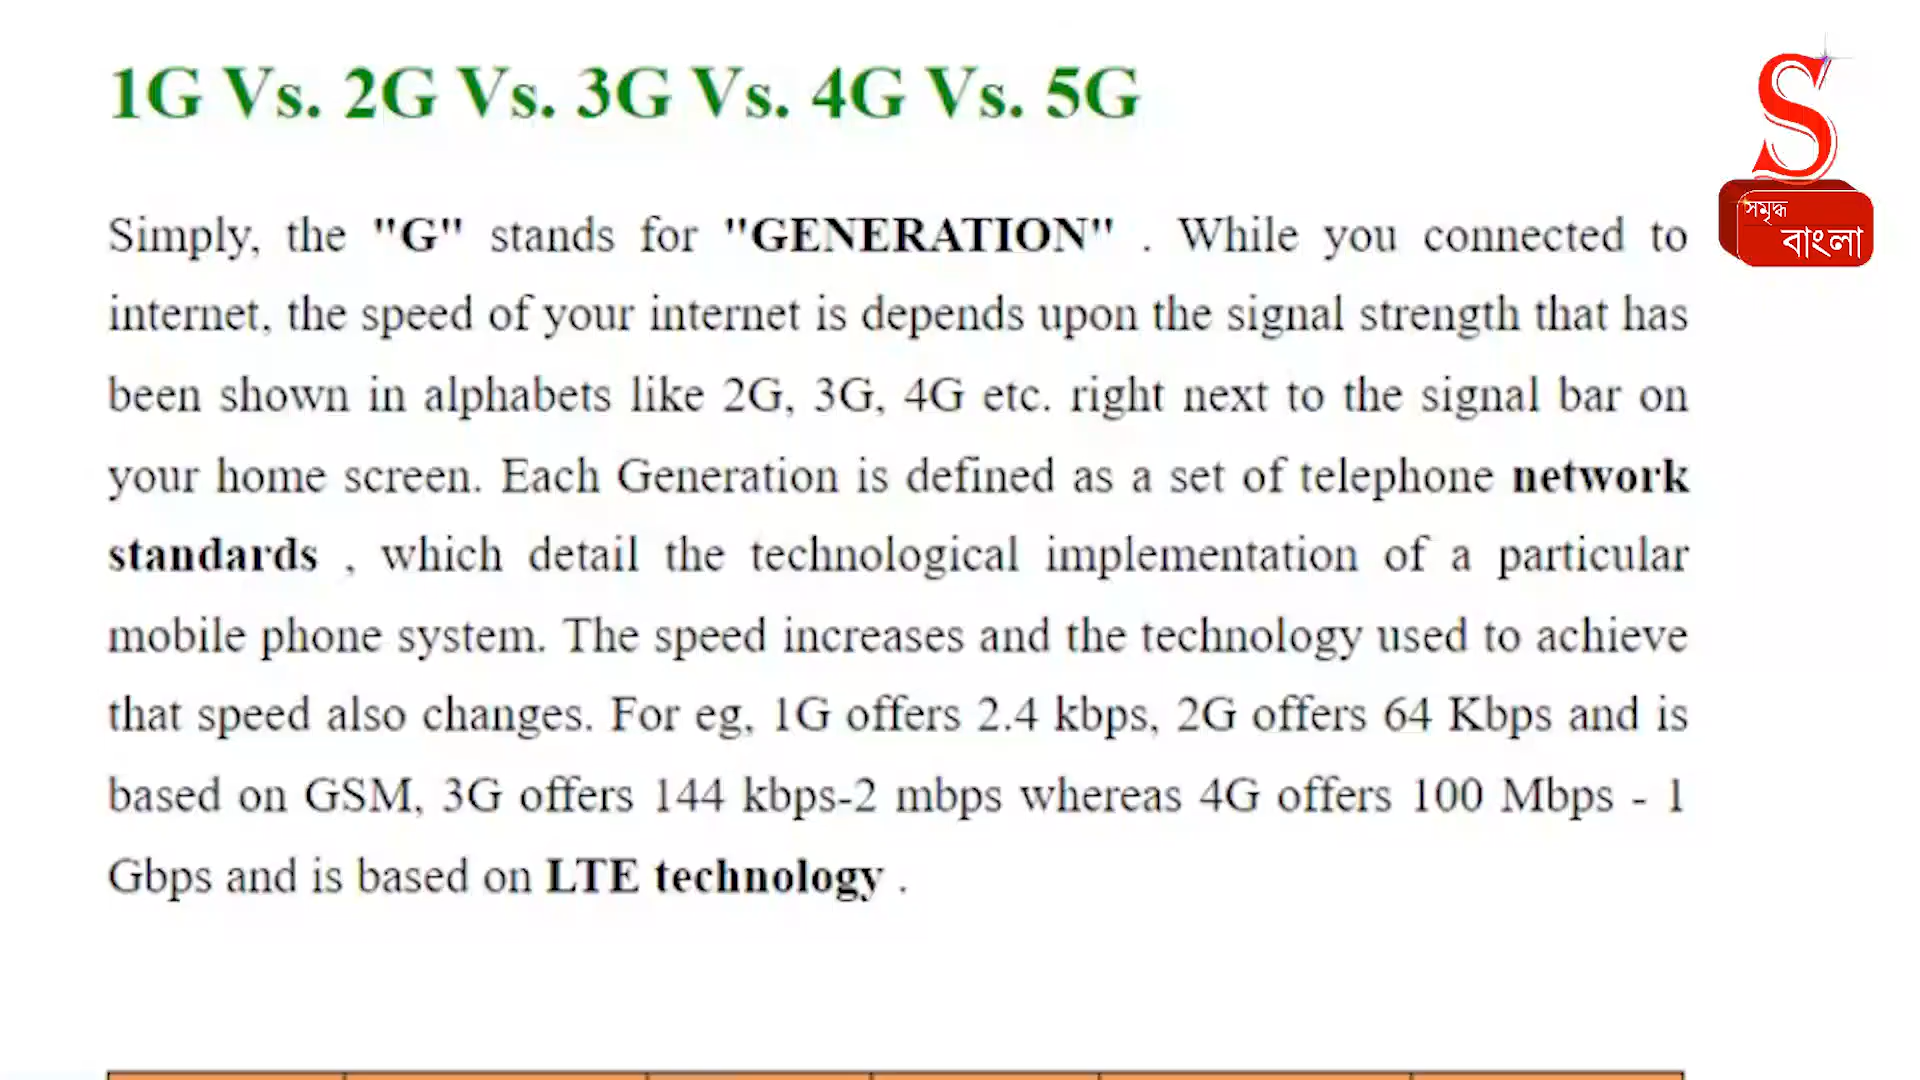 1G Vs. 2G Vs. 3G Vs. 4G Vs. 5G
S
সমৃদ্ধ
বাংলা
Simply, the "G" stands for "GENERATION" . While you connected to
internet, the speed of your internet is depends upon the signal strength that has
been shown in alphabets like 2G, 3G, 4G etc. right next to the signal bar on
your home screen. Each Generation is defined as a set of telephone network
standards , which detail the technological implementation of a particular
mobile phone system. The speed increases and the technology used to achieve
that speed also changes. For eg, 1G offers 2.4 kbps, 2G offers 64 Kbps and is
based on GSM, 3G offers 144 kbps-2 mbps whereas 4G offers 100 Mbps - 1
Gbps and is based on LTE technology .